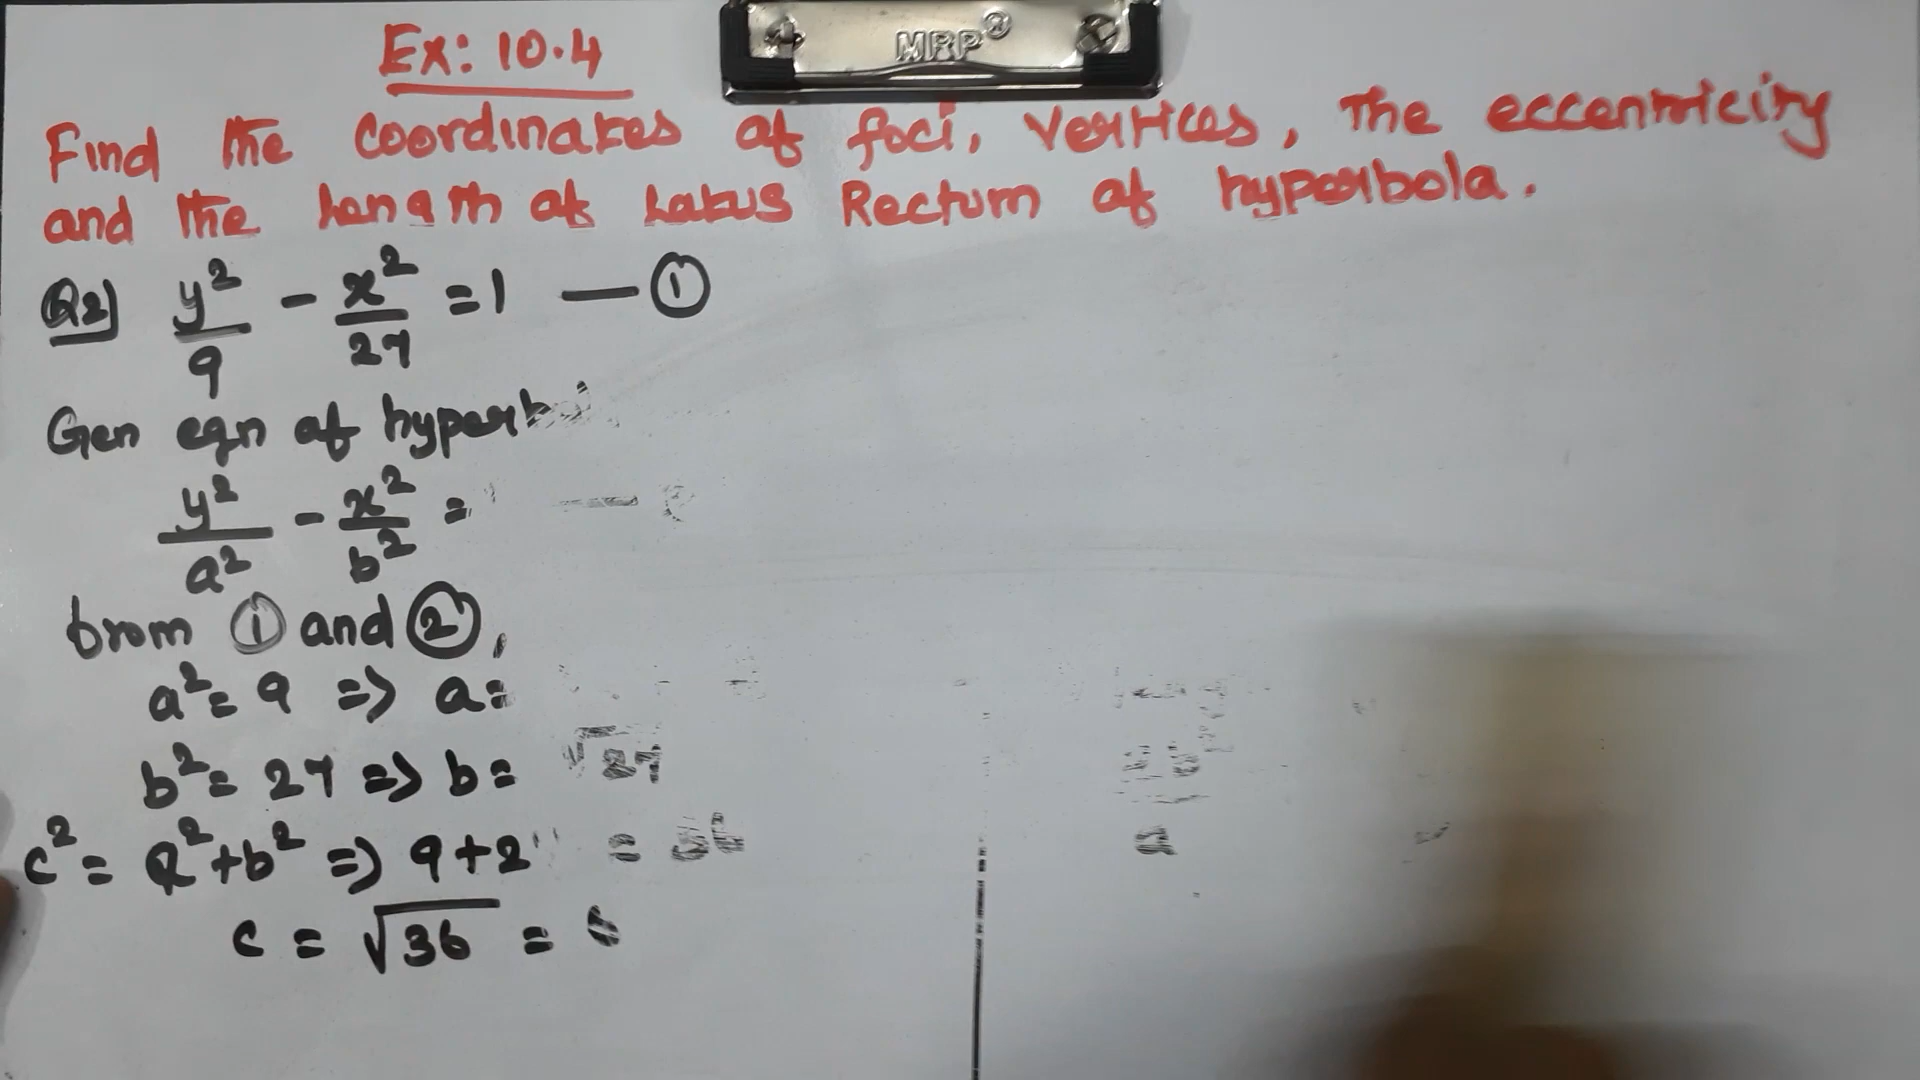 MRP®
Ex: 10.4
Find the coordinates of foci, vertices, the eccentricity
and the length of Latus Rectum of hyperbola.
Q2) y²/9 - x²/27 = 1 — ①
Gen eqn of hyperb
y²/a² - x²/b² =
from ① and ②,
a² = 9 => a =
b² = 27 => b = √27
c² = a² + b² => 9+2 = 36
c = √36 = 6